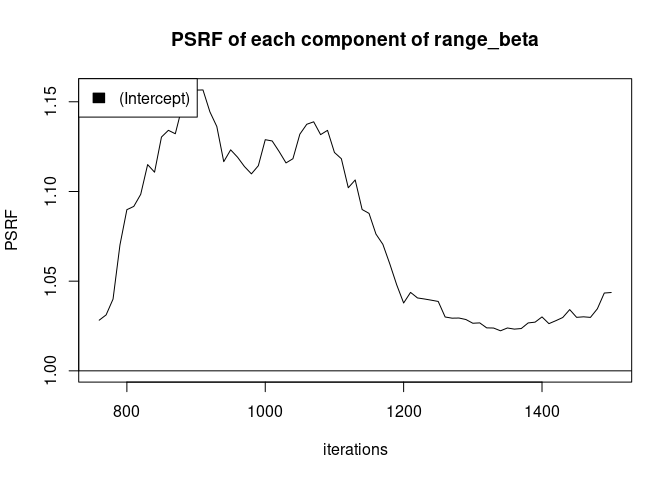 PSRF of each component of range_beta
(Intercept)
PSRF
1.15
1.10
1.05
1.00
800 1000 1200 1400
iterations